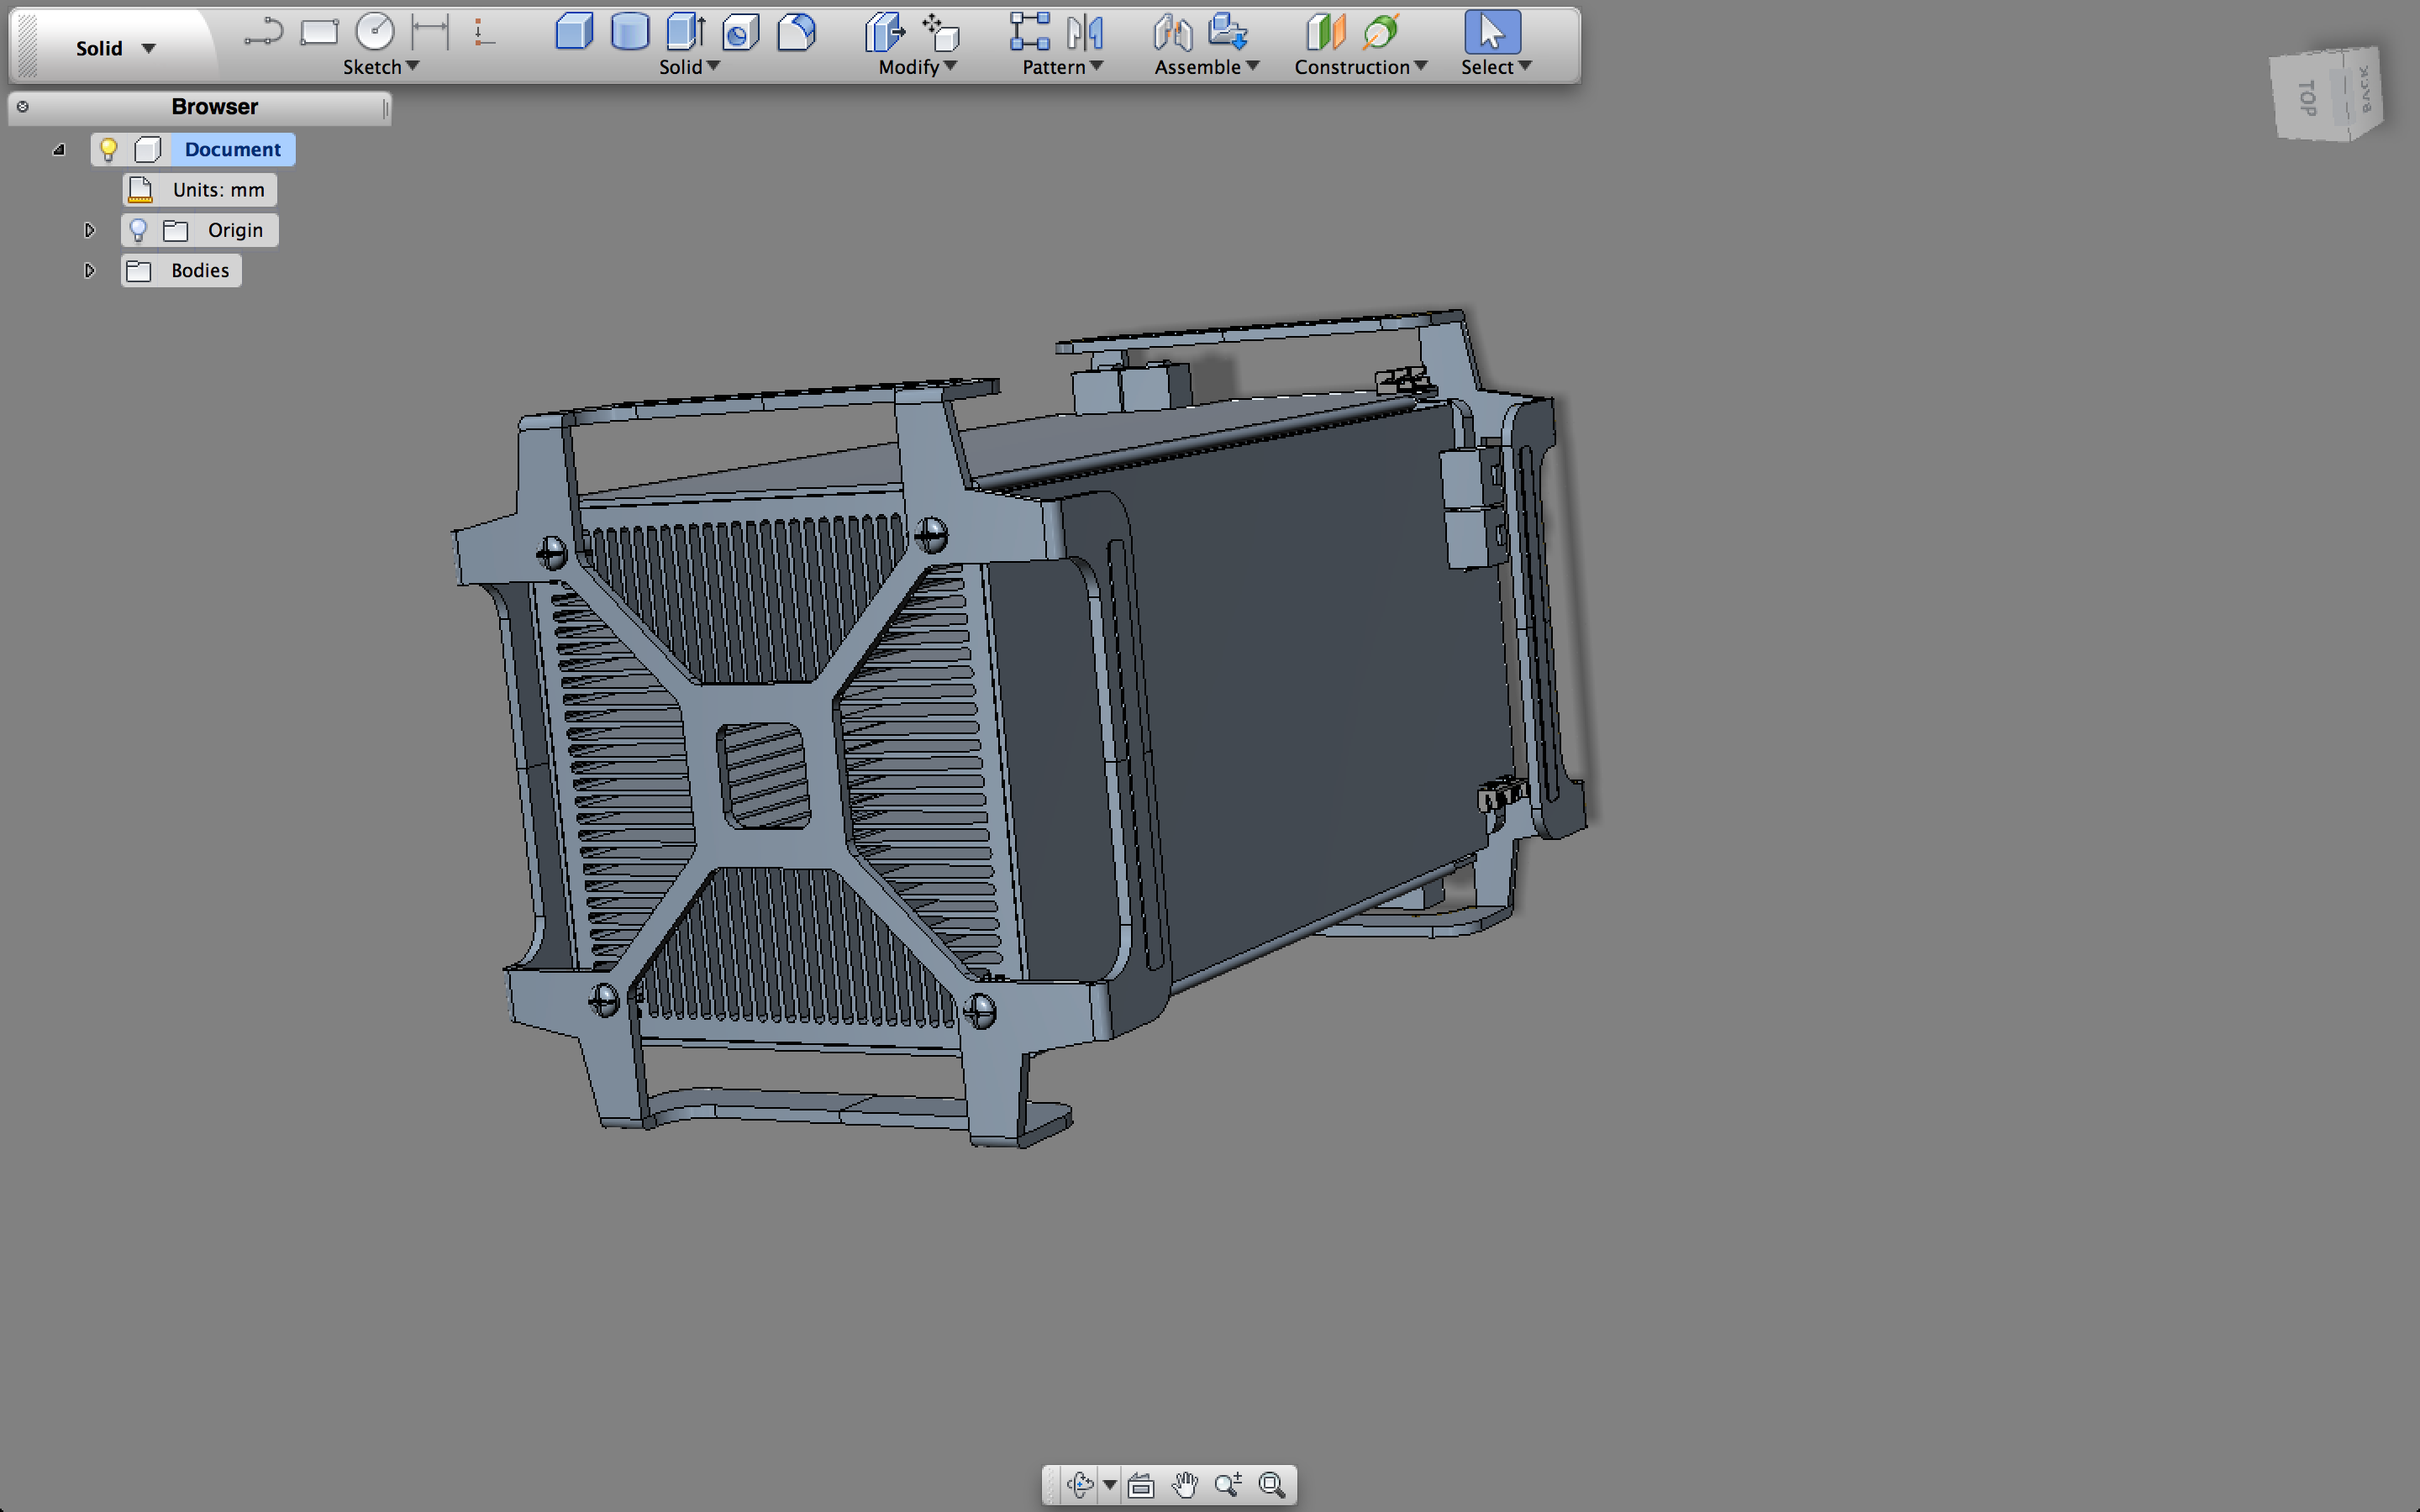 Solid
Sketch
Solid
Modify
Pattern
Assemble
Construction
Select
Browser
Document
Units: mm
Origin
Bodies
TOP
BACK